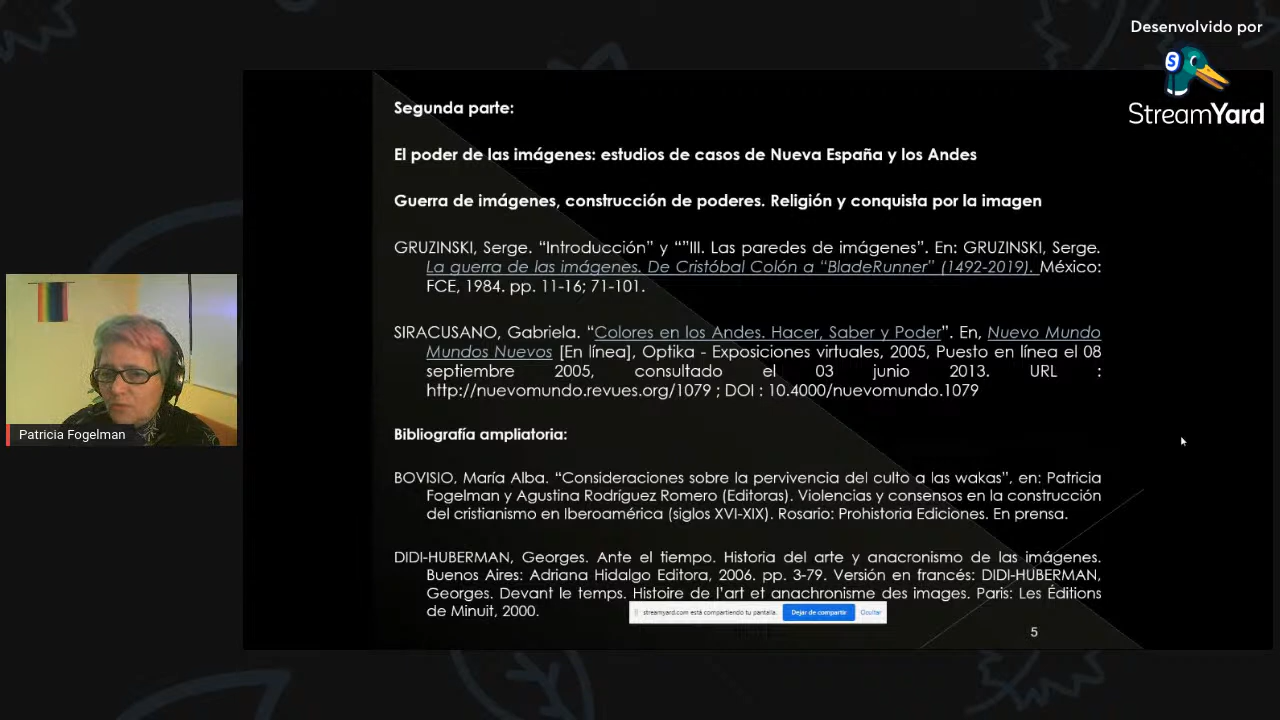 Desenvolvido por
StreamYard
Segunda parte:
El poder de las imágenes: estudios de casos de Nueva España y los Andes
Guerra de imágenes, construcción de poderes. Religión y conquista por la imagen
GRUZINSKI, Serge. “Introducción” y “”III. Las paredes de imágenes”. En: GRUZINSKI, Serge.
La guerra de las imágenes. De Cristóbal Colón a “BladeRunner” (1492-2019). México:
FCE, 1984. pp. 11-16; 71-101.
SIRACUSANO, Gabriela. “Colores en los Andes. Hacer, Saber y Poder”. En, Nuevo Mundo
Mundos Nuevos [En línea], Optika - Exposiciones virtuales, 2005, Puesto en línea el 08
septiembre 2005, consultado el 03 junio 2013. URL :
http://nuevomundo.revues.org/1079 ; DOI : 10.4000/nuevomundo.1079
Bibliografía ampliatoria:
BOVISIO, María Alba. “Consideraciones sobre la pervivencia del culto a las wakas”, en: Patricia
Fogelman y Agustina Rodríguez Romero (Editoras). Violencias y consensos en la construcción
del cristianismo en Iberoamérica (siglos XVI-XIX). Rosario: Prohistoria Ediciones. En prensa.
DIDI-HUBERMAN, Georges. Ante el tiempo. Historia del arte y anacronismo de las imágenes.
Buenos Aires: Adriana Hidalgo Editora, 2006. pp. 3-79. Versión en francés: DIDI-HUBERMAN,
Georges. Devant le temps. Histoire de l’art et anachronisme des images. Paris: Les Éditions
de Minuit, 2000.
streamyard.com está compartiendo tu pantalla. Dejar de compartir Ocultar
5
Patricia Fogelman